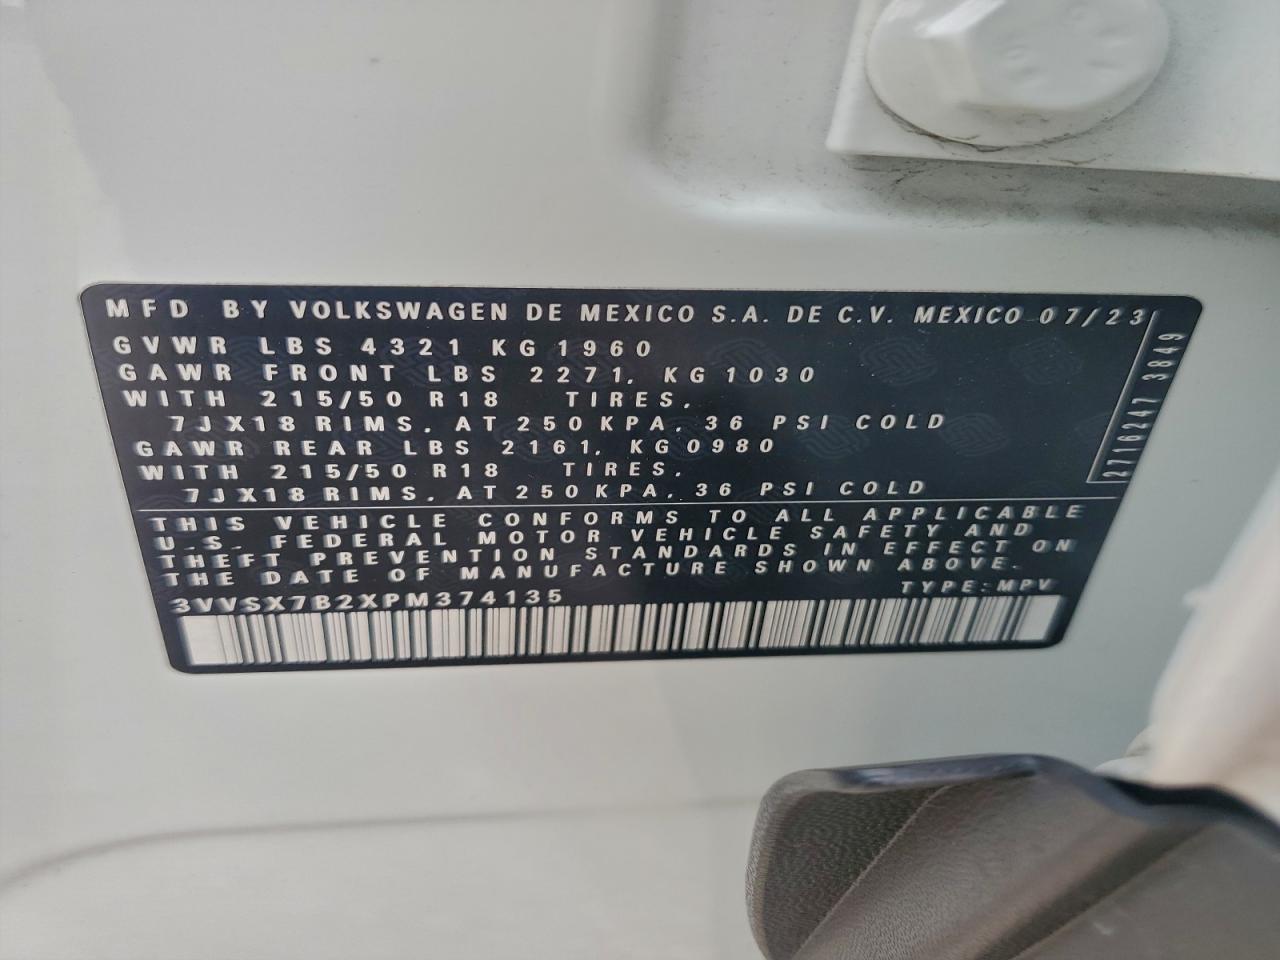 MFD BY VOLKSWAGEN DE MEXICO S.A. DE C.V. MEXICO 07/23
GVWR LBS 4321 KG 1960
GAWR FRONT LBS 2271, KG 1030
WITH 215/50 R18 TIRES,
7JX18 RIMS, AT 250 KPA, 36 PSI COLD
GAWR REAR LBS 2161, KG 0980
WITH 215/50 R18 TIRES,
7JX18 RIMS, AT 250 KPA, 36 PSI COLD
2716247 3849
THIS VEHICLE CONFORMS TO ALL APPLICABLE
U.S. FEDERAL MOTOR VEHICLE SAFETY AND
THEFT PREVENTION STANDARDS IN EFFECT ON
THE DATE OF MANUFACTURE SHOWN ABOVE.
TYPE: MPV
3VVSX7B2XPM374135